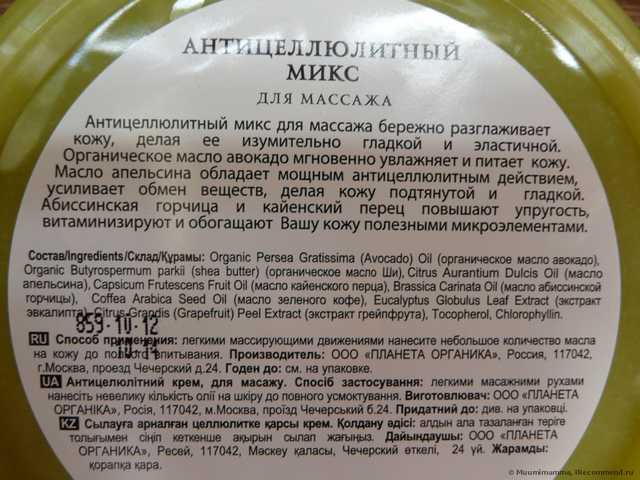 АНТИЦЕЛЛЮЛИТНЫЙ
МИКС
ДЛЯ МАССАЖА
Антицеллюлитный микс для массажа бережно разглаживает
кожу, делая ее изумительно гладкой и эластичной.
Органическое масло авокадо мгновенно увлажняет и питает кожу.
Масло апельсина обладает мощным антицеллюлитным действием,
усиливает обмен веществ, делая кожу подтянутой и гладкой.
Абиссинская горчица и кайенский перец повышают упругость,
витаминизируют и обогащают Вашу кожу полезными микроэлементами.
Состав/Ingredients/Склад/Құрамы: Organic Persea Gratissima (Avocado) Oil (органическое масло авокадо),
Organic Butyrospermum parkii (shea butter) (органическое масло Ши), Citrus Aurantium Dulcis Oil (масло
апельсина), Capsicum Frutescens Fruit Oil (масло кайенского перца), Brassica Carinata Oil (масло абиссинской
горчицы), Coffea Arabica Seed Oil (масло зеленого кофе), Eucalyptus Globulus Leaf Extract (экстракт
эвкалипта), Citrus Grandis (Grapefruit) Peel Extract (экстракт грейпфрута), Tocopherol, Chlorophyllin.
859 10 12
10 14
RU Способ применения: легкими массирующими движениями нанесите небольшое количество масла
на кожу до полного впитывания. Производитель: ООО «ПЛАНЕТА ОРГАНИКА», Россия, 117042,
г.Москва, проезд Чечерский д.24. Годен до: см. на упаковке.
UA Антицелюлітний крем, для масажу. Спосіб застосування: легкими масажними рухами
нанесіть невелику кількість олії на шкіру до повного усмоктування. Виготовлювач: ООО «ПЛАНЕТА
ОРГАНІКА», Росія, 117042, м.Москва, проїзд Чечерський б.24. Придатний до: див. на упаковці.
KZ Сылауға арналған целлюлитке қарсы крем. Қолдану әдісі: алдын ала тазаланған теріге
толығымен сіңіп кеткенше ақырын сылап жағыңыз. Дайындаушы: ООО «ПЛАНЕТА
ОРГАНИКА», Ресей, 117042, Мәскеу қаласы, Чечерский өткелі, 24 уй. Жарамды:
қорапқа қара.
© Muumimamma, IRecommend.ru